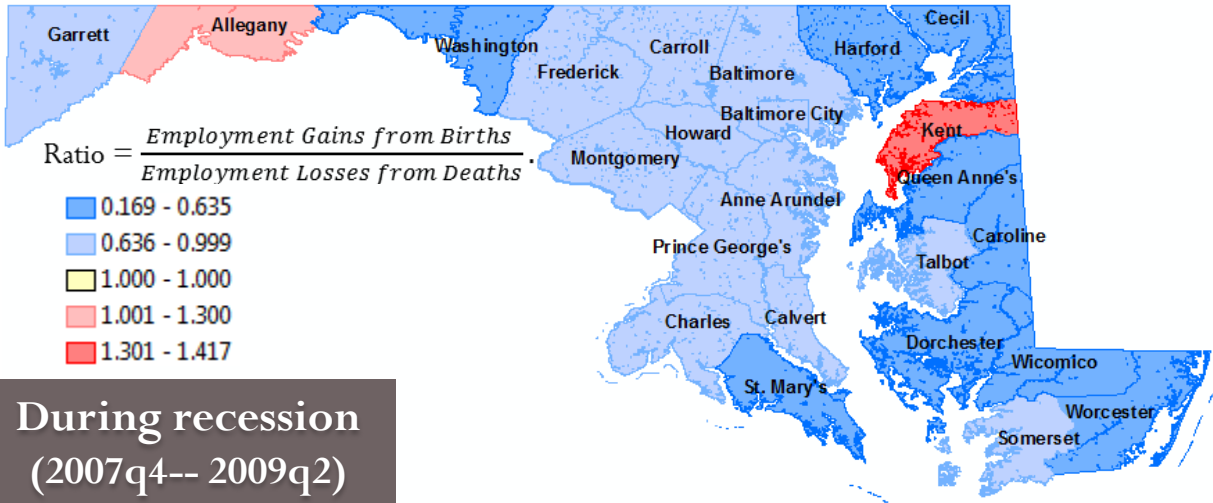 Garrett
Allegany
Washington
Frederick
Carroll
Baltimore
Harford
Cecil
Baltimore City
Howard
Montgomery
Kent
Queen Anne's
Anne Arundel
Prince George's
Caroline
Talbot
Charles
Calvert
St. Mary's
Dorchester
Wicomico
Worcester
Somerset
Ratio = Employment Gains from Births / Employment Losses from Deaths .
0.169 - 0.635
0.636 - 0.999
1.000 - 1.000
1.001 - 1.300
1.301 - 1.417
During recession
(2007q4-- 2009q2)